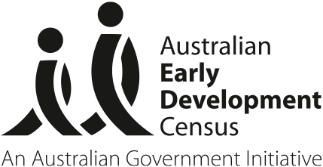 Australian
Early
Development
Census
An Australian Government Initiative